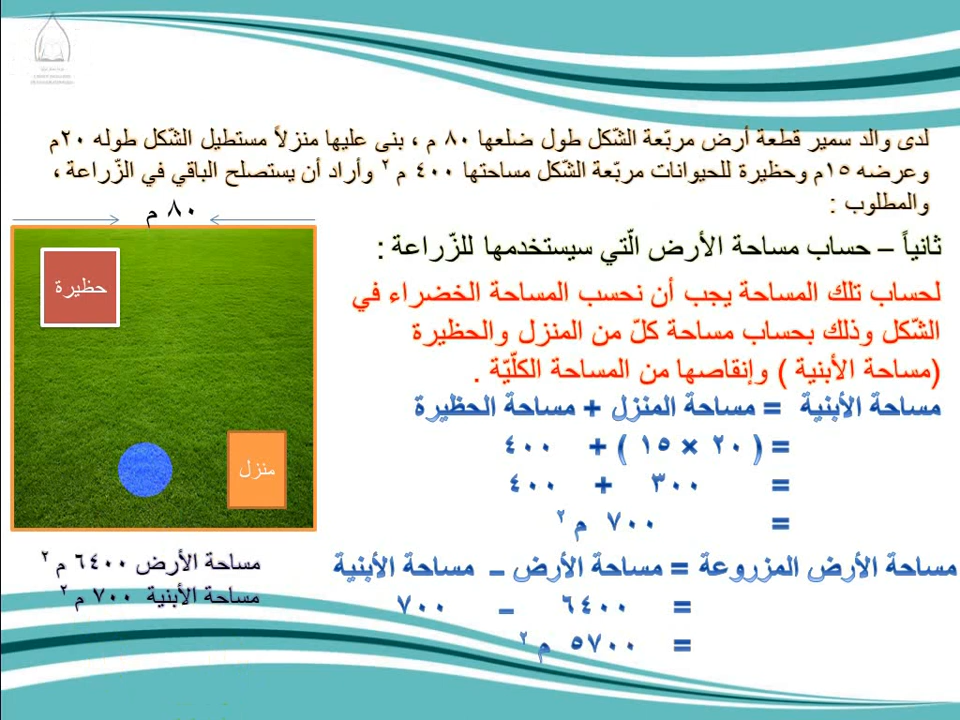 لدى والد سمير قطعة أرض مربّعة الشّكل طول ضلعها ٨٠ م ، بنى عليها منزلاً مستطيل الشّكل طوله ٢٠م
وعرضه ١٥م وحظيرة للحيوانات مربّعة الشّكل مساحتها ٤٠٠ م ٢ وأراد أن يستصلح الباقي في الزّراعة ،
والمطلوب :
٨٠ م
ثانياً – حساب مساحة الأرض الّتي سيستخدمها للزّراعة :
حظيرة
لحساب تلك المساحة يجب أن نحسب المساحة الخضراء في
الشّكل وذلك بحساب مساحة كلّ من المنزل والحظيرة
(مساحة الأبنية ) وإنقاصها من المساحة الكلّيّة .
مساحة الأبنية = مساحة المنزل + مساحة الحظيرة
= ( ٢٠ × ١٥ ) + ٤٠٠
منزل
= ٣٠٠ + ٤٠٠
= ٧٠٠ م ٢
مساحة الأرض ٦٤٠٠ م ٢
مساحة الأبنية ٧٠٠ م ٢
مساحة الأرض المزروعة = مساحة الأرض – مساحة الأبنية
= ٦٤٠٠ – ٧٠٠
= ٥٧٠٠ م ٢